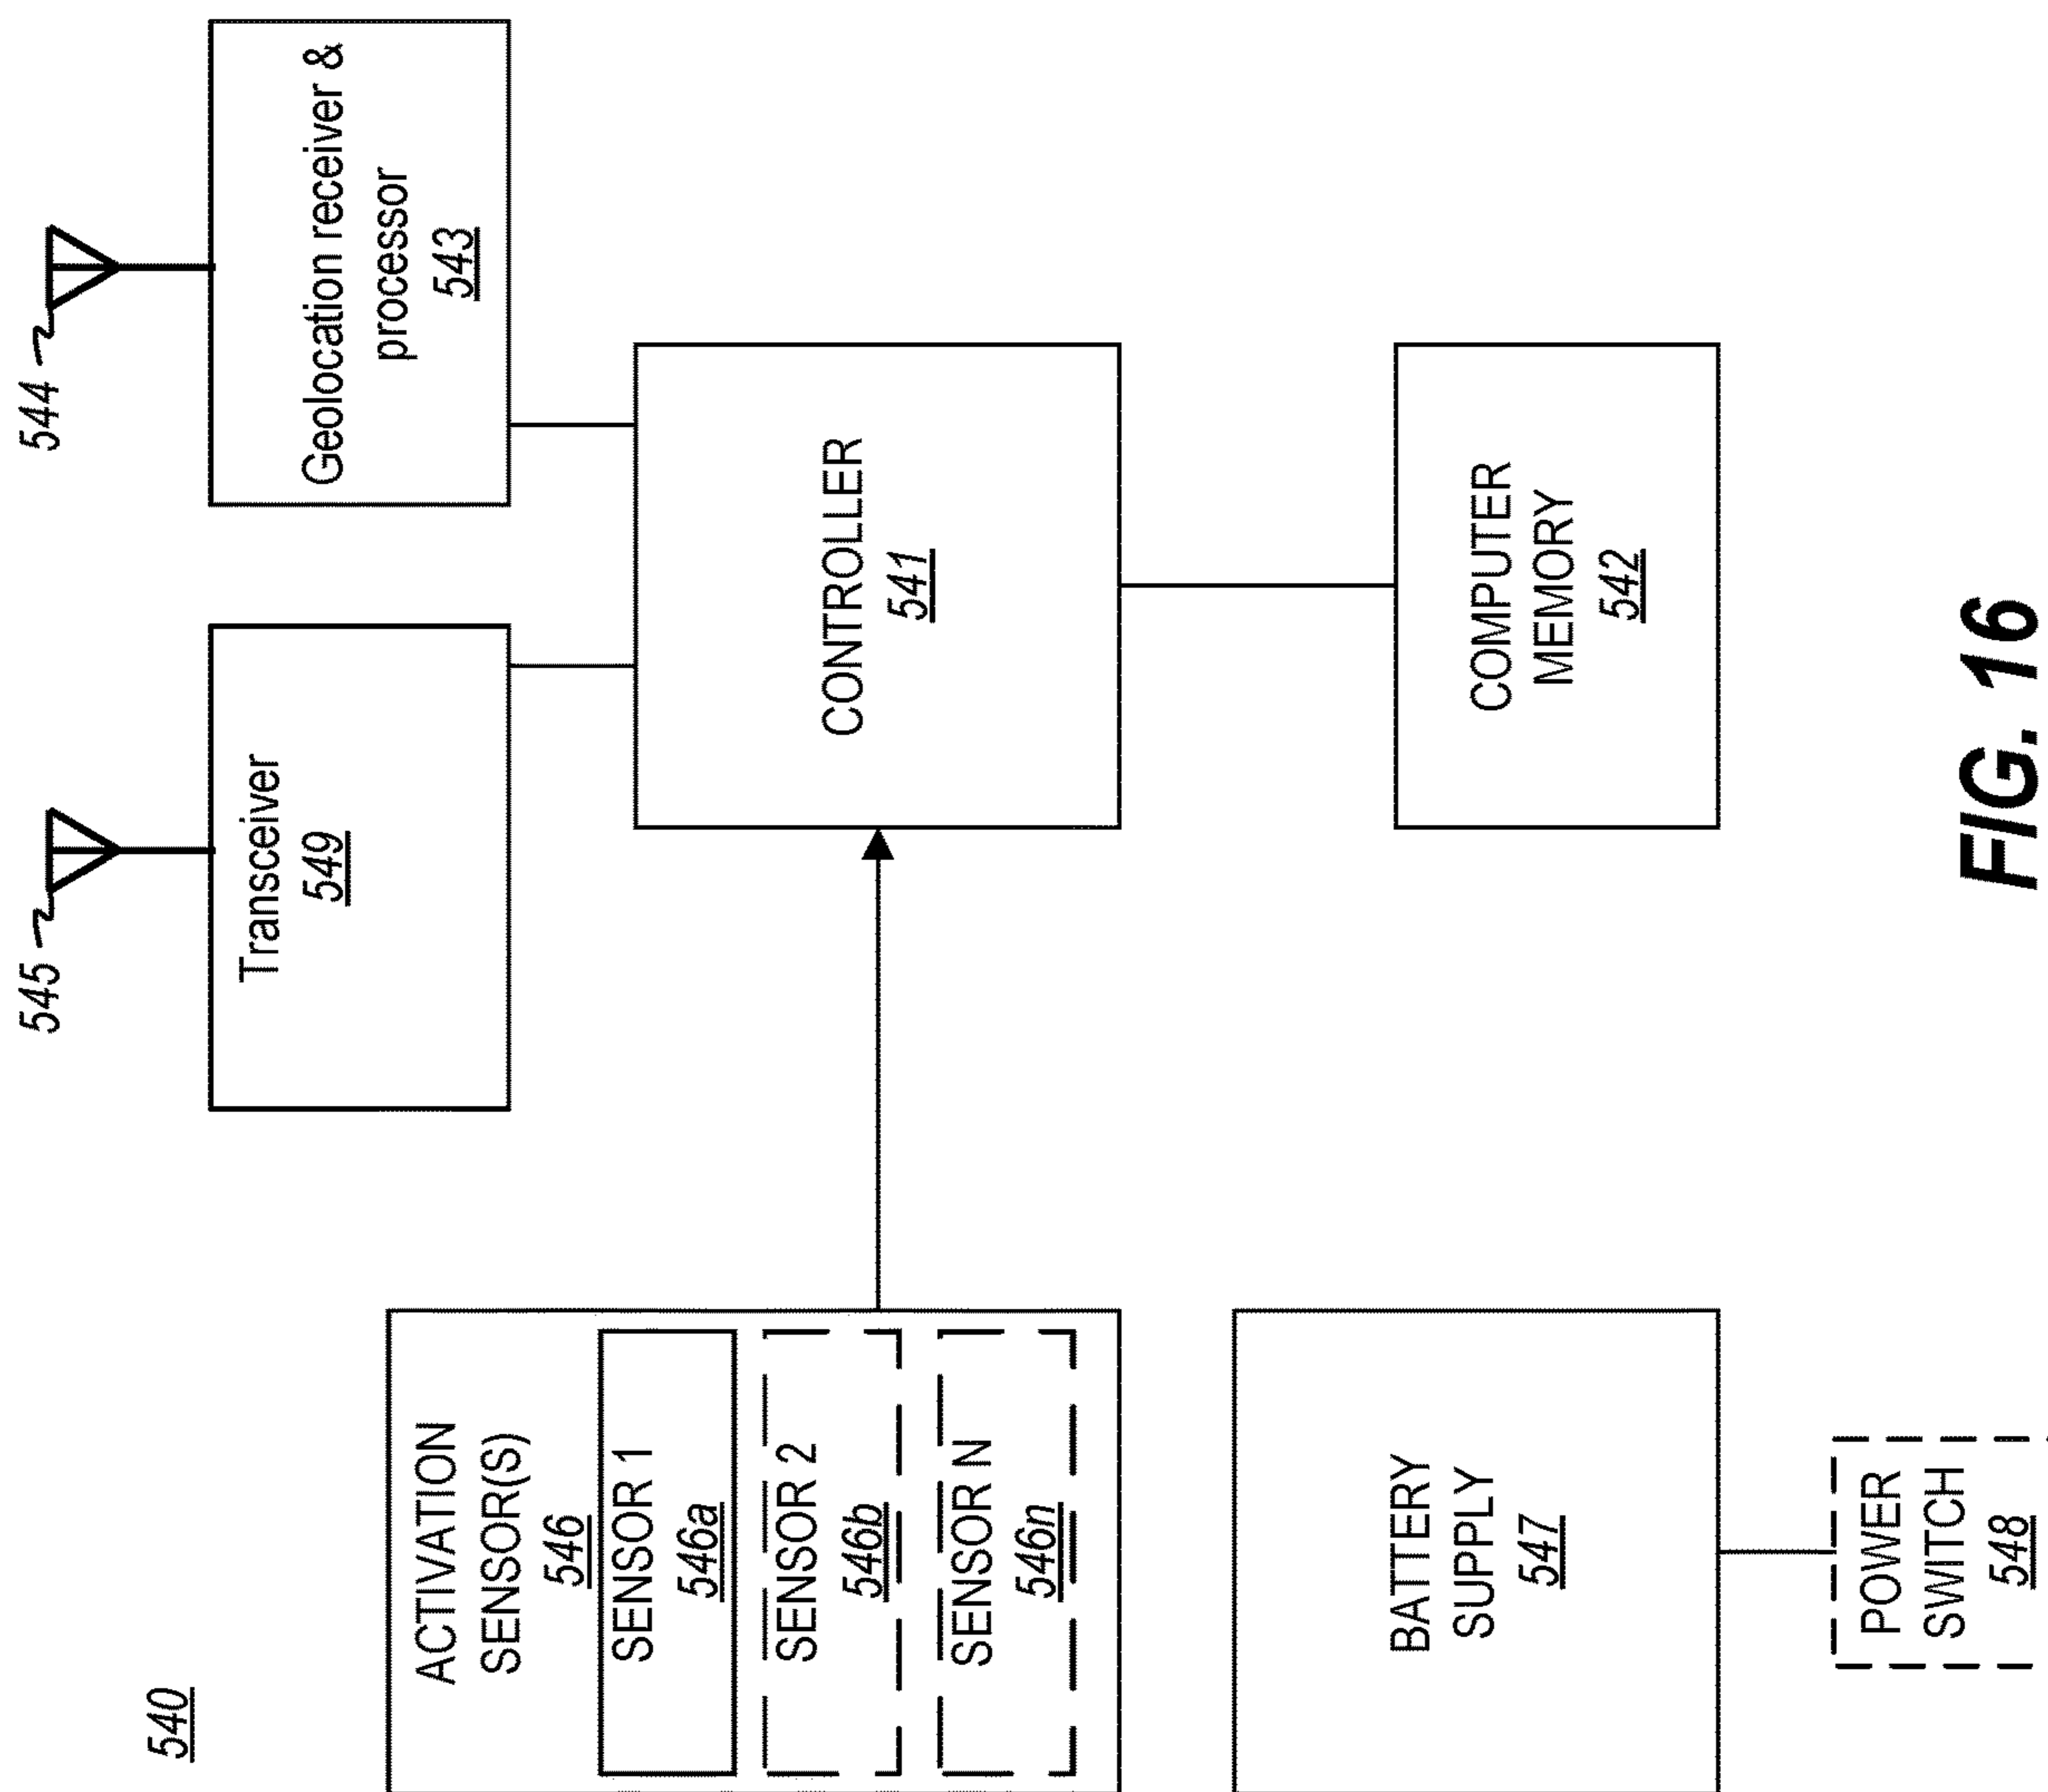 540
545
544
Transceiver
549
Geolocation receiver &
processor
543
ACTIVATION
SENSOR(S)
546
SENSOR 1
546a
SENSOR 2
546b
SENSOR N
546n
CONTROLLER
541
BATTERY
SUPPLY
547
COMPUTER
MEMORY
542
POWER
SWITCH
548
FIG. 16